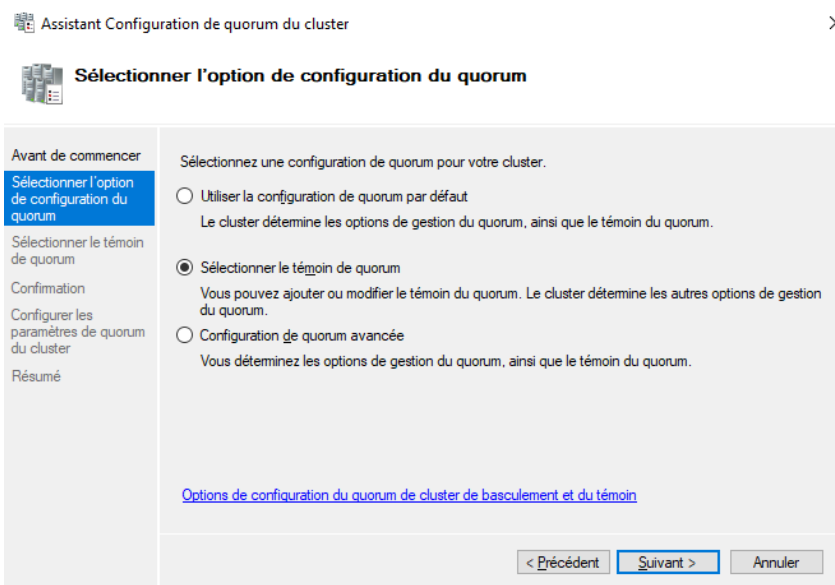 Assistant Configuration de quorum du cluster
Sélectionner l'option de configuration du quorum
Avant de commencer
Sélectionner l'option
de configuration du
quorum
Sélectionner le témoin
de quorum
Confirmation
Configurer les
paramètres de quorum
du cluster
Résumé
Sélectionnez une configuration de quorum pour votre cluster.
Utiliser la configuration de quorum par défaut
Le cluster détermine les options de gestion du quorum, ainsi que le témoin du quorum.
Sélectionner le témoin de quorum
Vous pouvez ajouter ou modifier le témoin du quorum. Le cluster détermine les autres options de gestion
du quorum.
Configuration de quorum avancée
Vous déterminez les options de gestion du quorum, ainsi que le témoin du quorum.
Options de configuration du quorum de cluster de basculement et du témoin
< Précédent
Suivant >
Annuler